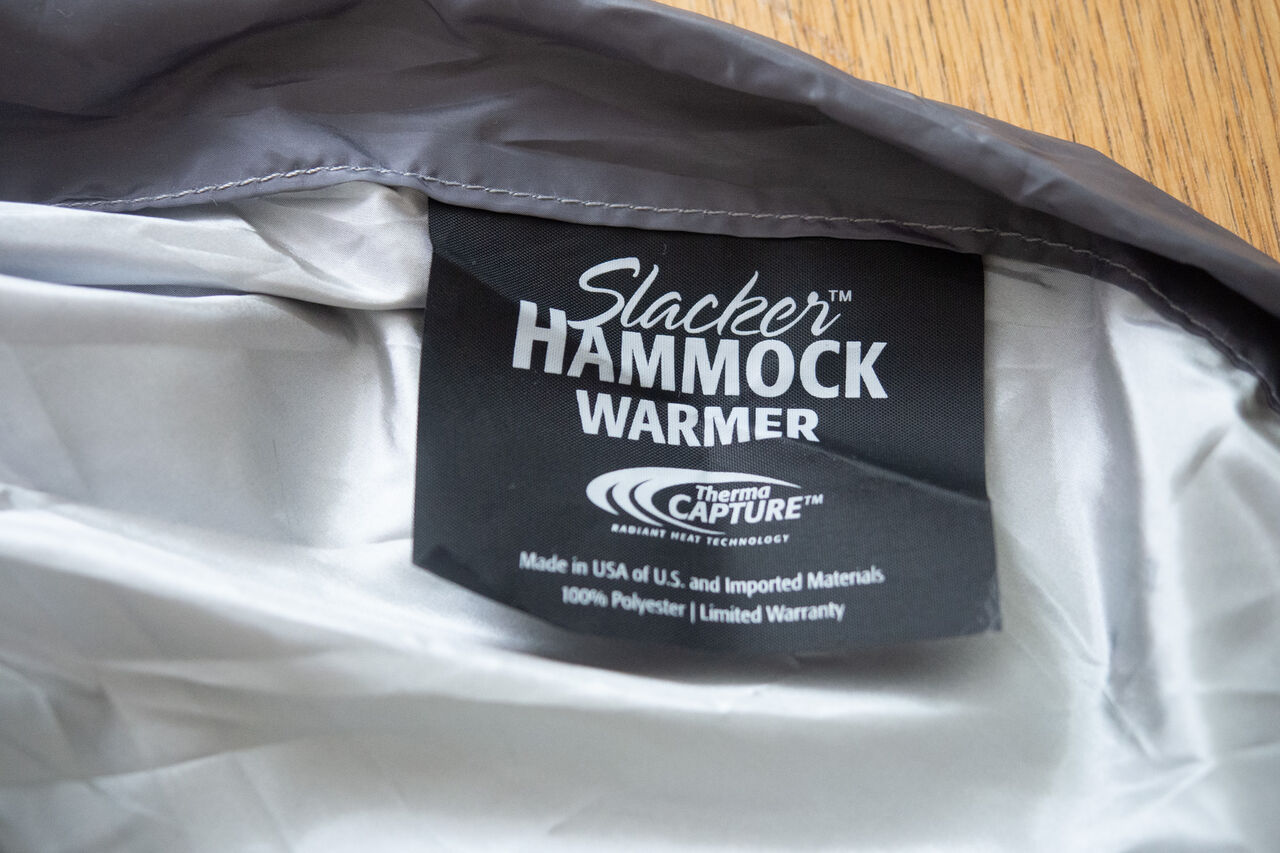 Slacker™
HAMMOCK
WARMER
Therma
CAPTURE™
RADIANT HEAT TECHNOLOGY
Made in USA of U.S. and Imported Materials
100% Polyester | Limited Warranty